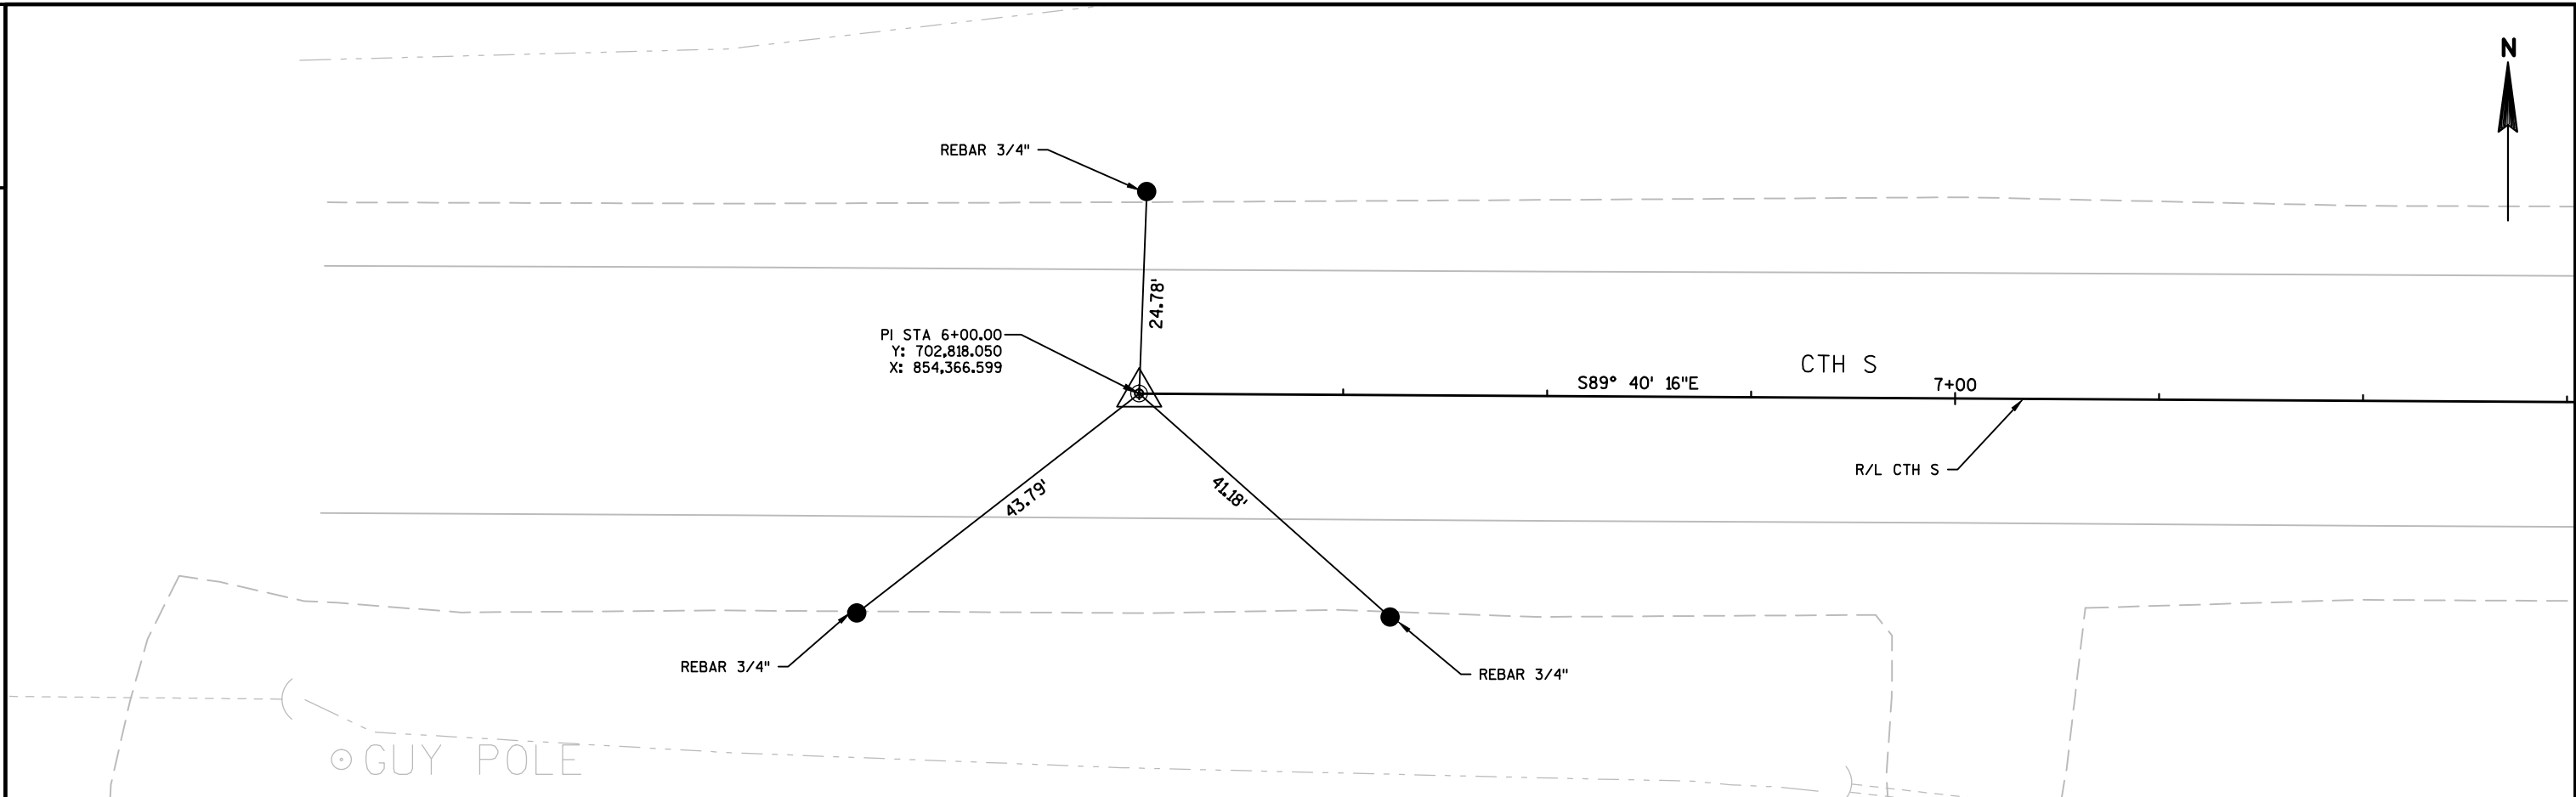 N
REBAR 3/4"
24.78'
PI STA 6+00.00
Y: 702,818.050
X: 854,366.599
CTH S
S89° 40' 16"E
7+00
R/L CTH S
43.79'
41.18'
REBAR 3/4"
REBAR 3/4"
GUY POLE